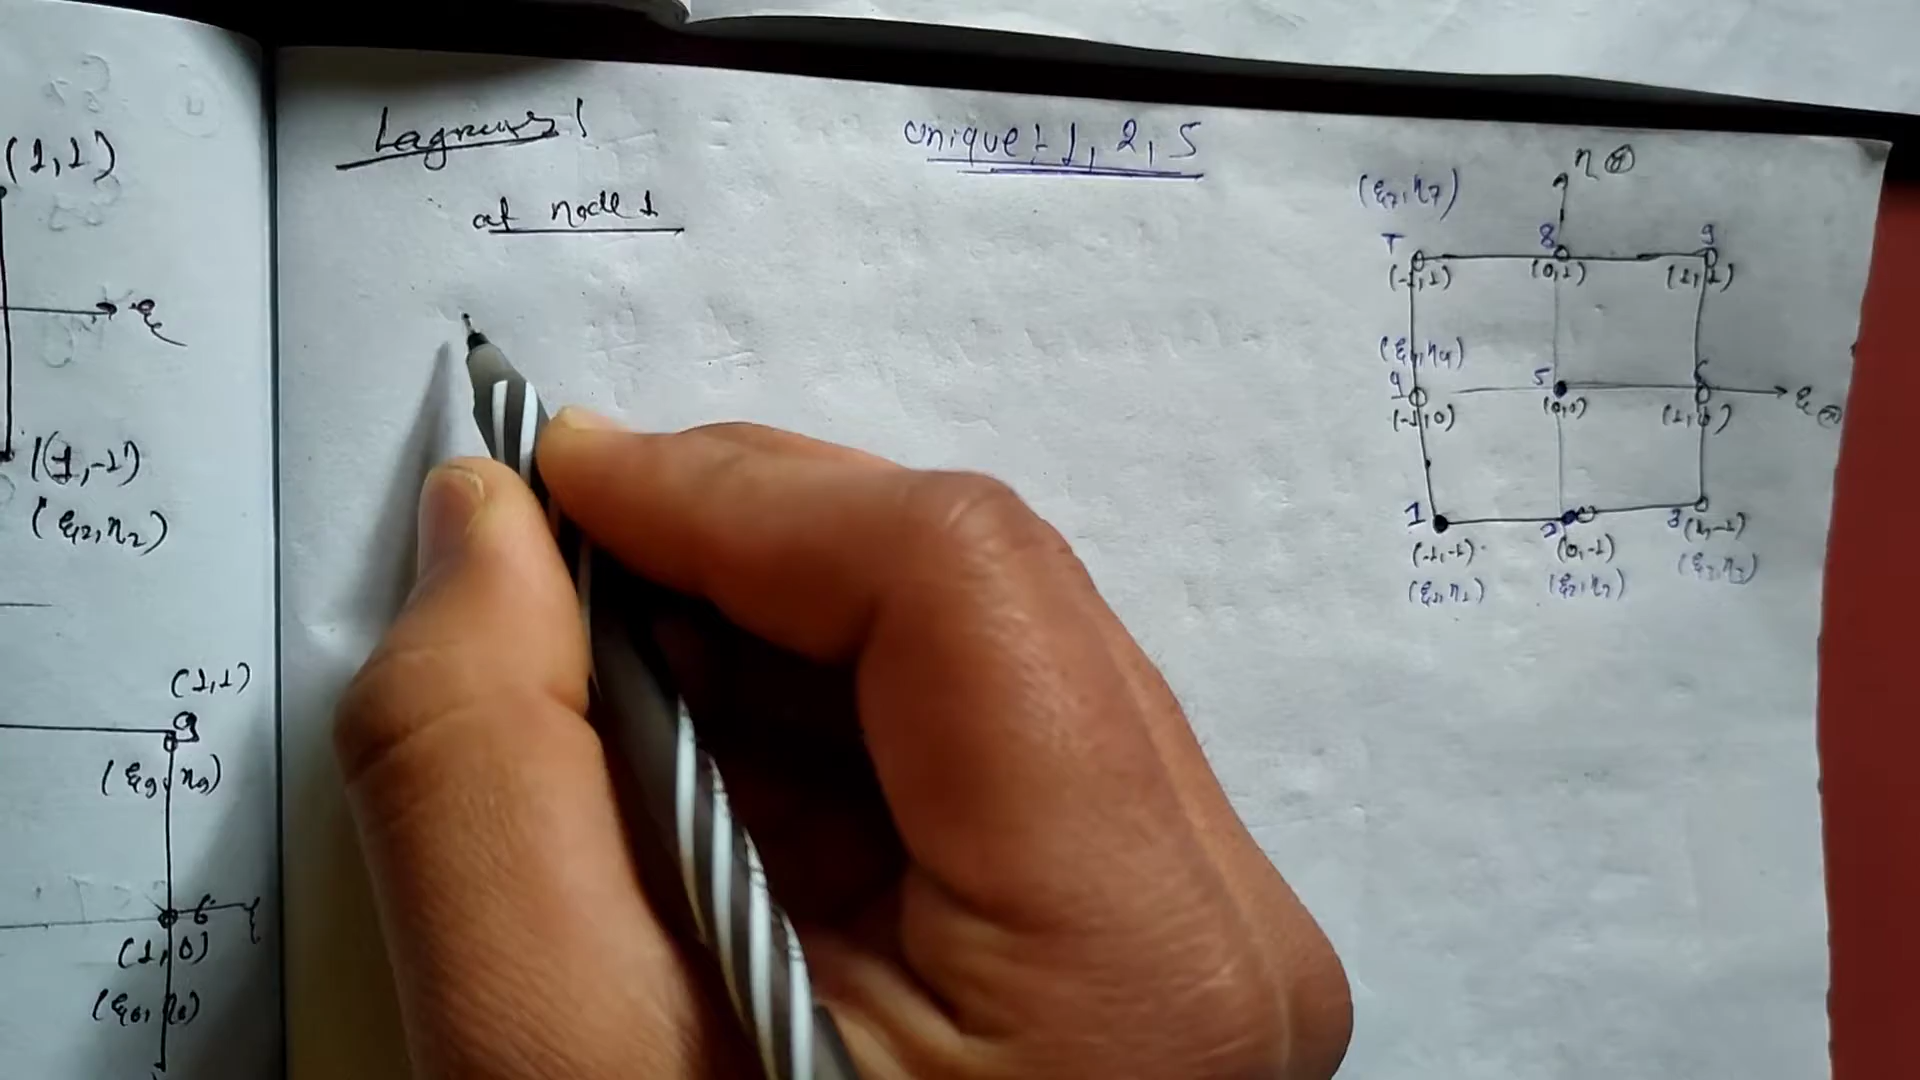 (1,1)
ξ
(1,-1)
(ξ2,η2)
(1,1)
9
(ξ9,η9)
6
(1,0)
(ξ6,η6)
at node 1
unique:- 1, 2, 5
η
(ξ7,η7)
7
8
9
(-1,1)
(0,1)
(1,1)
(ξ4,η4)
4
5
6
ξ
(-1,0)
(0,0)
(1,0)
1
2
3
(1,-1)
(-1,-1)
(0,-1)
(ξ1,η1)
(ξ2,η2)
(ξ3,η3)